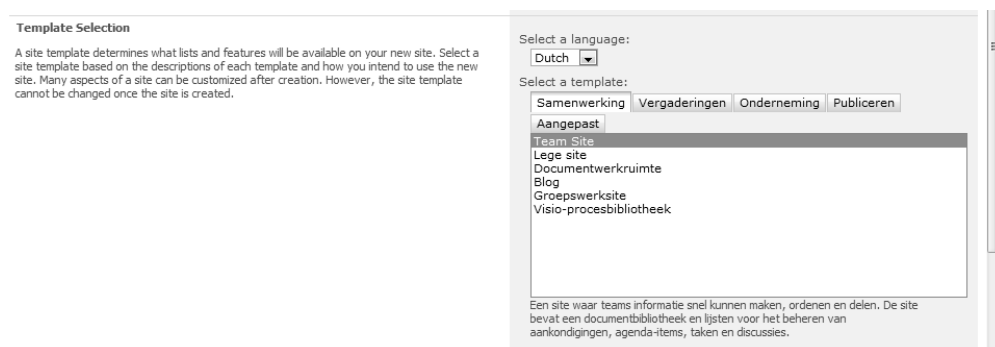 Template Selection
A site template determines what lists and features will be available on your new site. Select a
site template based on the descriptions of each template and how you intend to use the new
site. Many aspects of a site can be customized after creation. However, the site template
cannot be changed once the site is created.
Select a language:
Dutch
Select a template:
Samenwerking Vergaderingen Onderneming Publiceren
Aangepast
Team Site
Lege site
Documentwerkruimte
Blog
Groepswerksite
Visio-procesbibliotheek
Een site waar teams informatie snel kunnen maken, ordenen en delen. De site
bevat een documentbibliotheek en lijsten voor het beheren van
aankondigingen, agenda-items, taken en discussies.